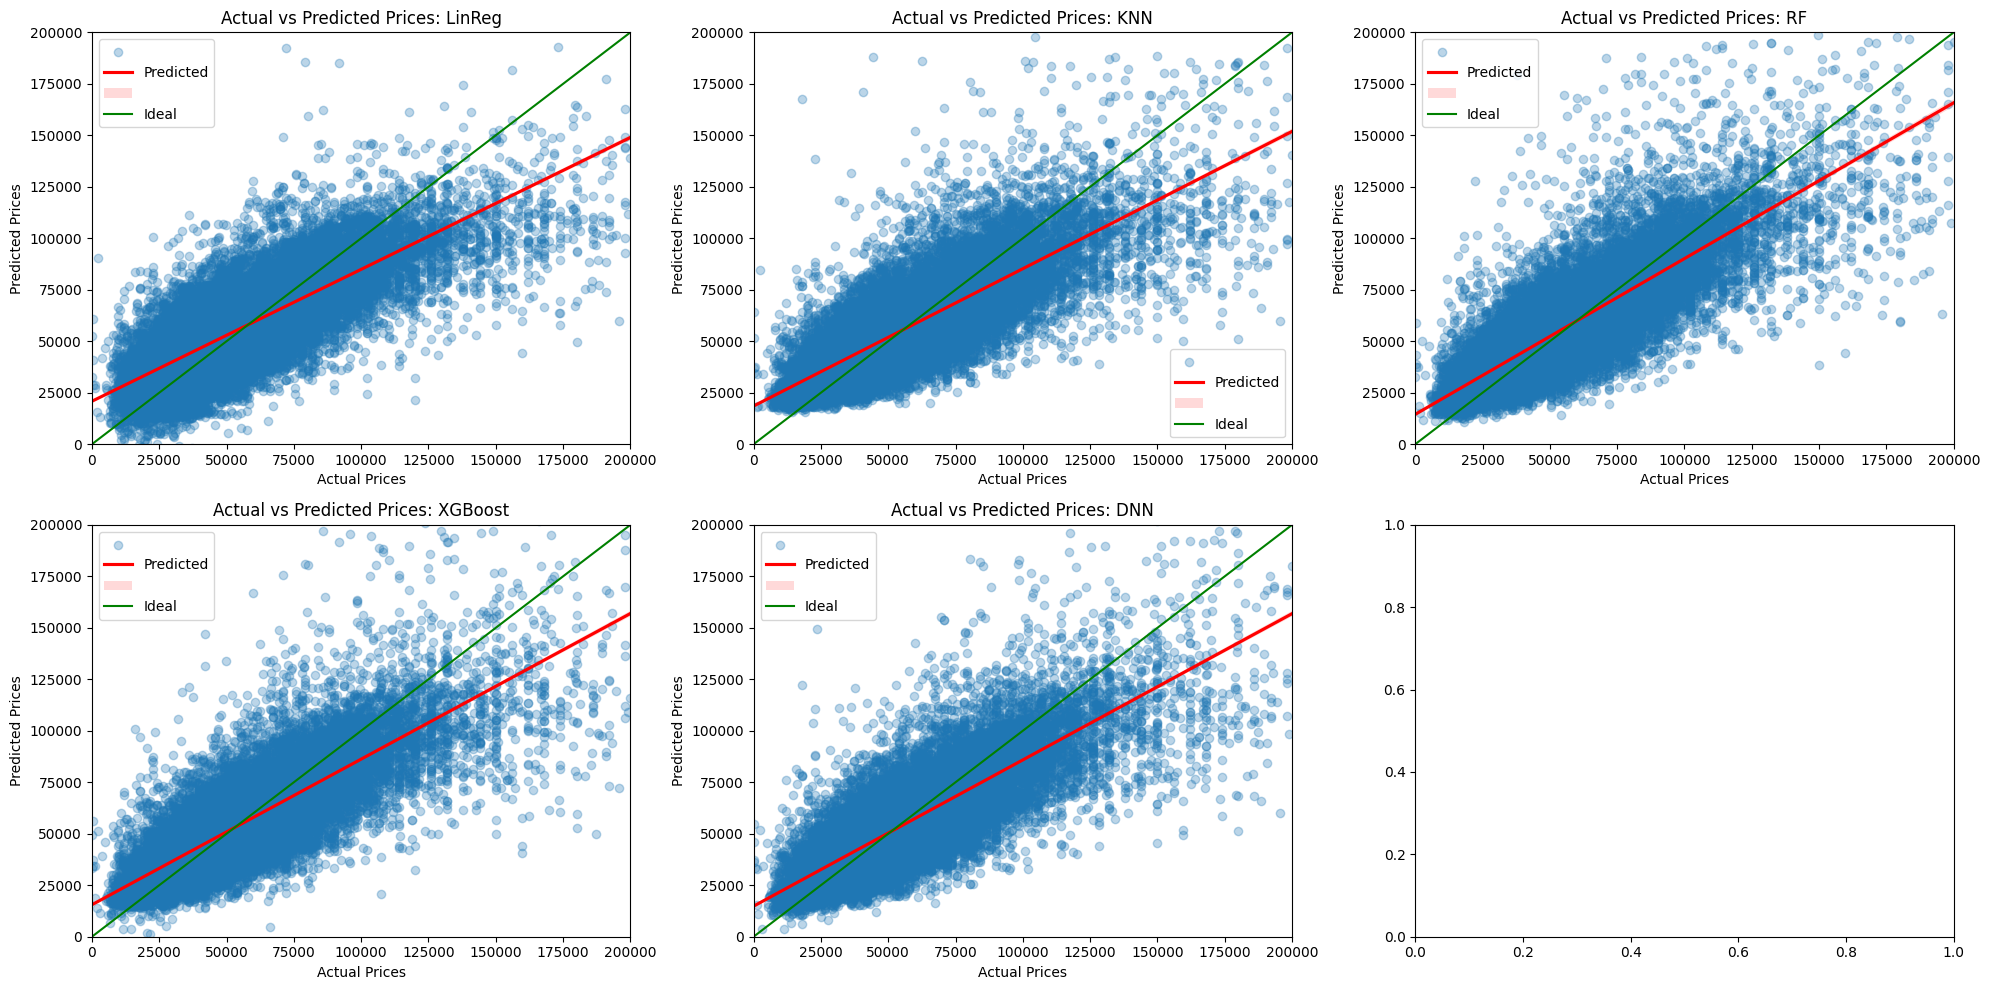 Actual vs Predicted Prices: LinReg
200000
175000
150000
125000
100000
75000
50000
25000
0
Predicted Prices
Predicted
Ideal
0 25000 50000 75000 100000 125000 150000 175000 200000
Actual Prices
Actual vs Predicted Prices: KNN
200000
175000
150000
125000
100000
75000
50000
25000
0
Predicted Prices
Predicted
Ideal
0 25000 50000 75000 100000 125000 150000 175000 200000
Actual Prices
Actual vs Predicted Prices: RF
200000
175000
150000
125000
100000
75000
50000
25000
0
Predicted Prices
Predicted
Ideal
0 25000 50000 75000 100000 125000 150000 175000 200000
Actual Prices
Actual vs Predicted Prices: XGBoost
200000
175000
150000
125000
100000
75000
50000
25000
0
Predicted Prices
Predicted
Ideal
0 25000 50000 75000 100000 125000 150000 175000 200000
Actual Prices
Actual vs Predicted Prices: DNN
200000
175000
150000
125000
100000
75000
50000
25000
0
Predicted Prices
Predicted
Ideal
0 25000 50000 75000 100000 125000 150000 175000 200000
Actual Prices
1.0
0.8
0.6
0.4
0.2
0.0
0.0 0.2 0.4 0.6 0.8 1.0